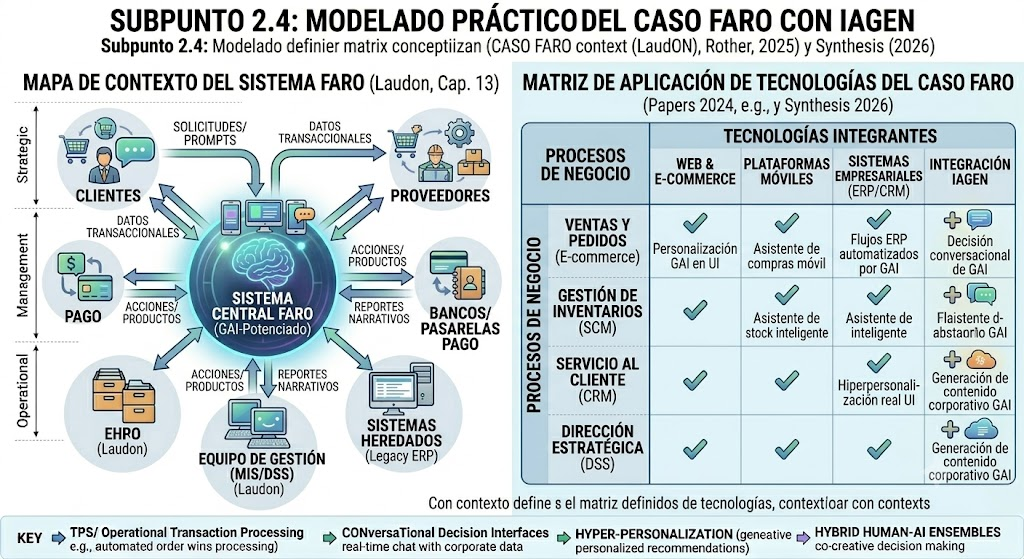 SUBPUNTO 2.4: MODELADO PRÁCTICO DEL CASO FARO CON IAGEN
Subpunto 2.4: Modelado definier matrix conceptiizan (CASO FARO context (LaudON), Rother, 2025) y Synthesis (2026)
MAPA DE CONTEXTO DEL SISTEMA FARO (Laudon, Cap. 13)
Strategic
Management
Operational
CLIENTES
SOLICITUDES/
PROMPTS
DATOS
TRANSACCIONALES
PROVEEDORES
DATOS
TRANSACCIONALES
ACCIONES/
PRODUCTOS
$
PAGO
ACCIONES/
PRODUCTOS
SISTEMA
CENTRAL FARO
(GAI-Potenciado)
REPORTES
NARRATIVOS
BANCOS/
PASARELAS
PAGO
ACCIONES/
PRODUCTOS
REPORTES
NARRATIVOS
EHRO
(Laudon)
EQUIPO DE GESTIÓN
(MIS/DSS)
(Laudon)
SISTEMAS
HEREDADOS
(Legacy ERP)
MATRIZ DE APLICACIÓN DE TECNOLOGÍAS DEL CASO FARO
(Papers 2024, e.g., y Synthesis 2026)
PROCESOS
DE NEGOCIO
TECNOLOGÍAS INTEGRANTES
WEB &
E-COMMERCE
PLATAFORMAS
MÓVILES
SISTEMAS
EMPRESARIALES
(ERP/CRM)
INTEGRACIÓN
IAGEN
PROCESOS DE NEGOCIO
VENTAS Y
PEDIDOS
(E-commerce)
Personalización
GAI en UI
Asistente de
compras móvil
Flujos ERP
automatizados
por GAI
Decisión
conversacional
de GAI
GESTIÓN DE
INVENTARIOS
(SCM)
Asistente de
stock inteligente
Asistente de
inteligente
Flaistente d-
abstaırílo GAI
SERVICIO AL
CLIENTE
(CRM)
Hiperpersonali-
zización real UI
Generación de
contenido
corporativo GAI
DIRECCIÓN
ESTRATÉGICA
(DSS)
Generación de
contenido
corporativo GAI
Con contexto define s el matriz definidos de tecnologías, context/oar con contexts
KEY
TPS/ Operational Transaction Processing
e.g., automated order wins processing)
CONversaTional Decision Interfaces
real-time chat with corporate data
HYPER-PERSONALIZATION (geneative
personalized recommendations)
HYBRID HUMAN-AI ENSEMBLES
co-creative decision making